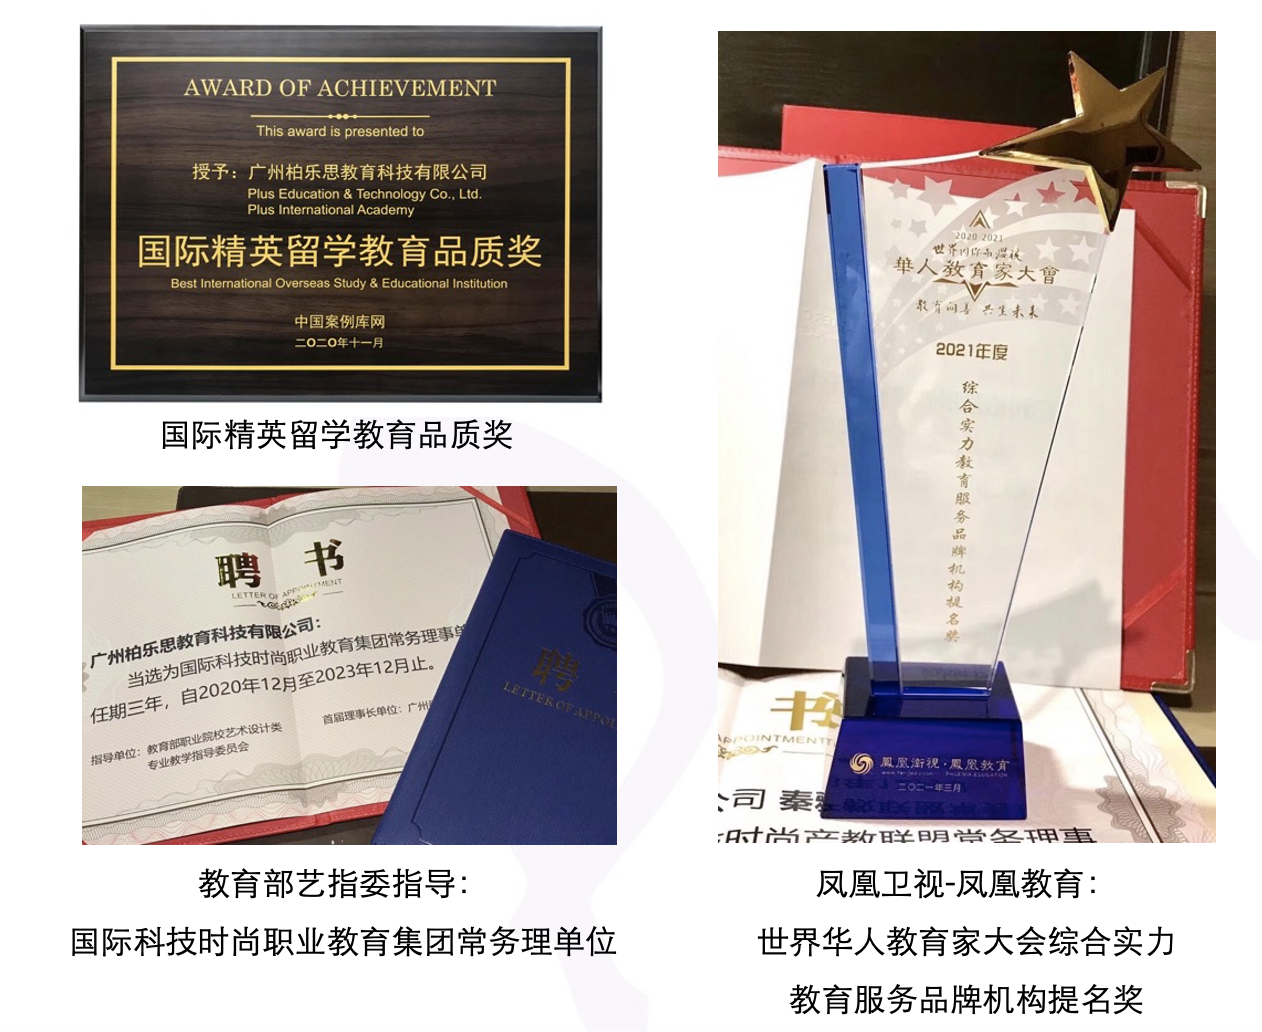 AWARD OF ACHIEVEMENT
This award is presented to
授予：广州柏乐思教育科技有限公司
Plus Education & Technology Co., Ltd.
Plus International Academy
国际精英留学教育品质奖
Best International Overseas Study & Educational Institution
中国案例库网
二〇二〇年十一月
国际精英留学教育品质奖
聘 书
LETTER OF APPOINTMENT
广州柏乐思教育科技有限公司：
当选为国际科技时尚职业教育集团常务理事单
任期三年，自2020年12月至2023年12月止。
指导单位：教育部职业院校艺术设计类
专业教学指导委员会
首届理事长单位：广州
聘
LETTER OF APPO
教育部艺指委指导：
国际科技时尚职业教育集团常务理单位
2020-2021
華人教育家大會
教育向善 共生未来
2021年度
综合实力教育服务品牌机构提名奖
书
APPOINTMENT
鳳凰衛視·鳳凰教育
PHOENIX EDUCATION
二〇二一年三月
公司 秦
时尚产教联盟常务理事
凤凰卫视-凤凰教育：
世界华人教育家大会综合实力
教育服务品牌机构提名奖